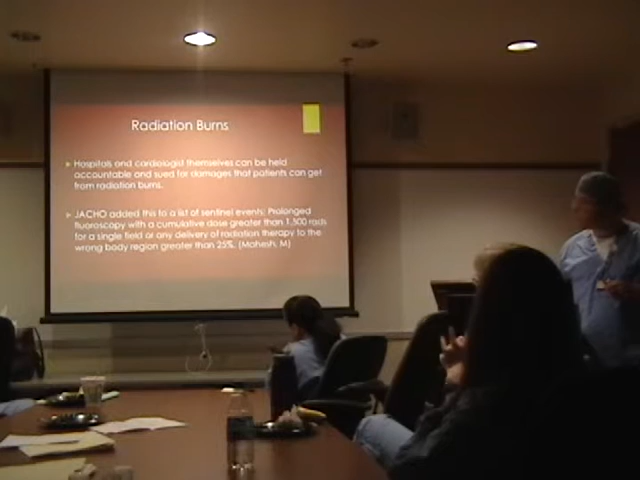 Radiation Burns
Hospitals and cardiologist themselves can be held
accountable and sued for damages that patients can get
from radiation burns.
JACHO added this to a list of sentinel events: Prolonged
fluoroscopy with a cumulative dose greater than 1,500 rads
for a single field or any delivery of radiation therapy to the
wrong body region greater than 25%. (Mahesh, M)